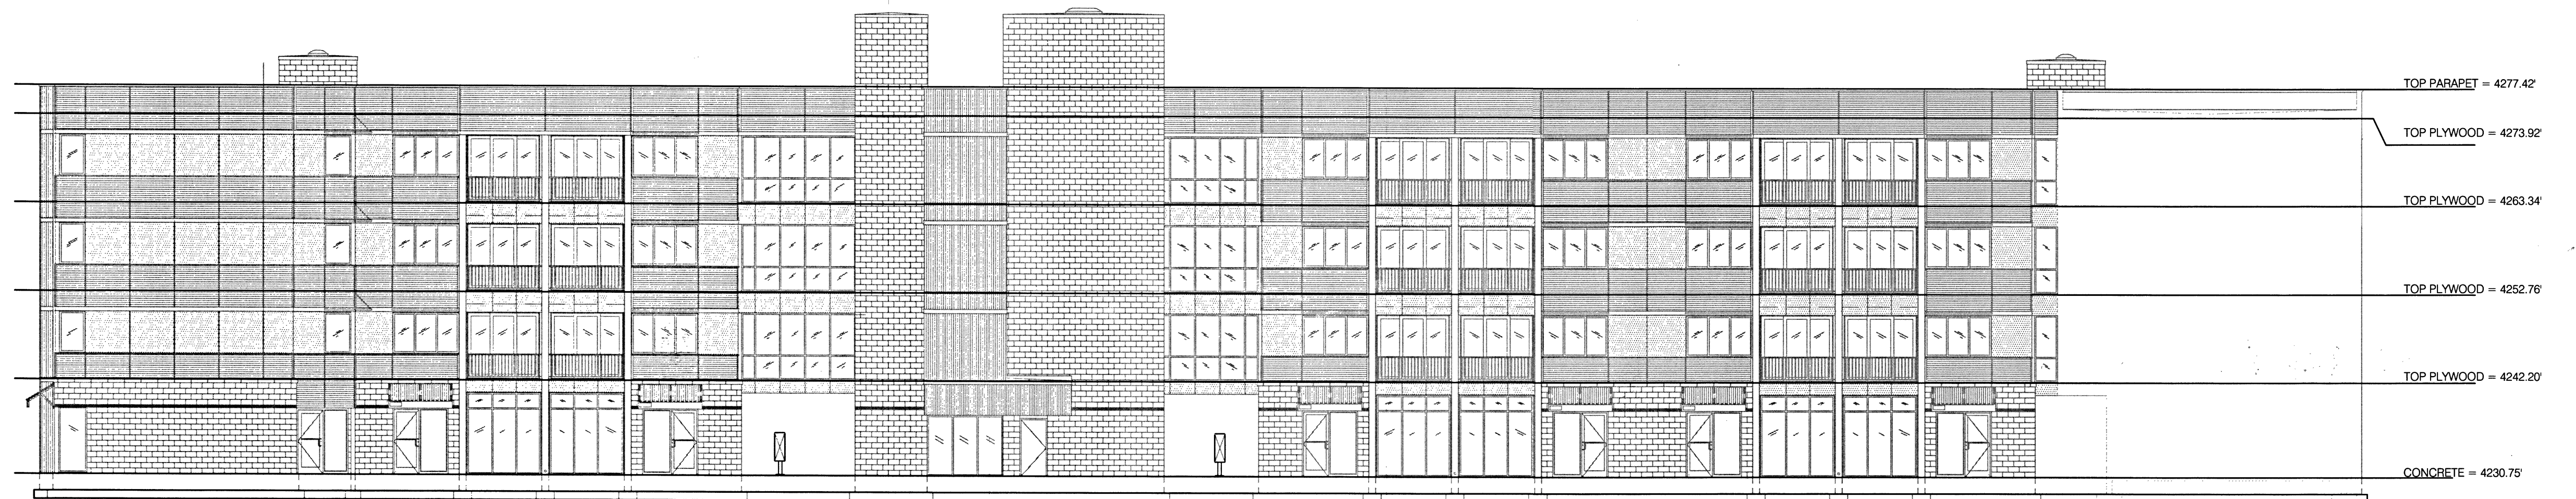 TOP PARAPET = 4277.42'
TOP PLYWOOD = 4273.92'
TOP PLYWOOD = 4263.34'
TOP PLYWOOD = 4252.76'
TOP PLYWOOD = 4242.20'
CONCRETE = 4230.75'